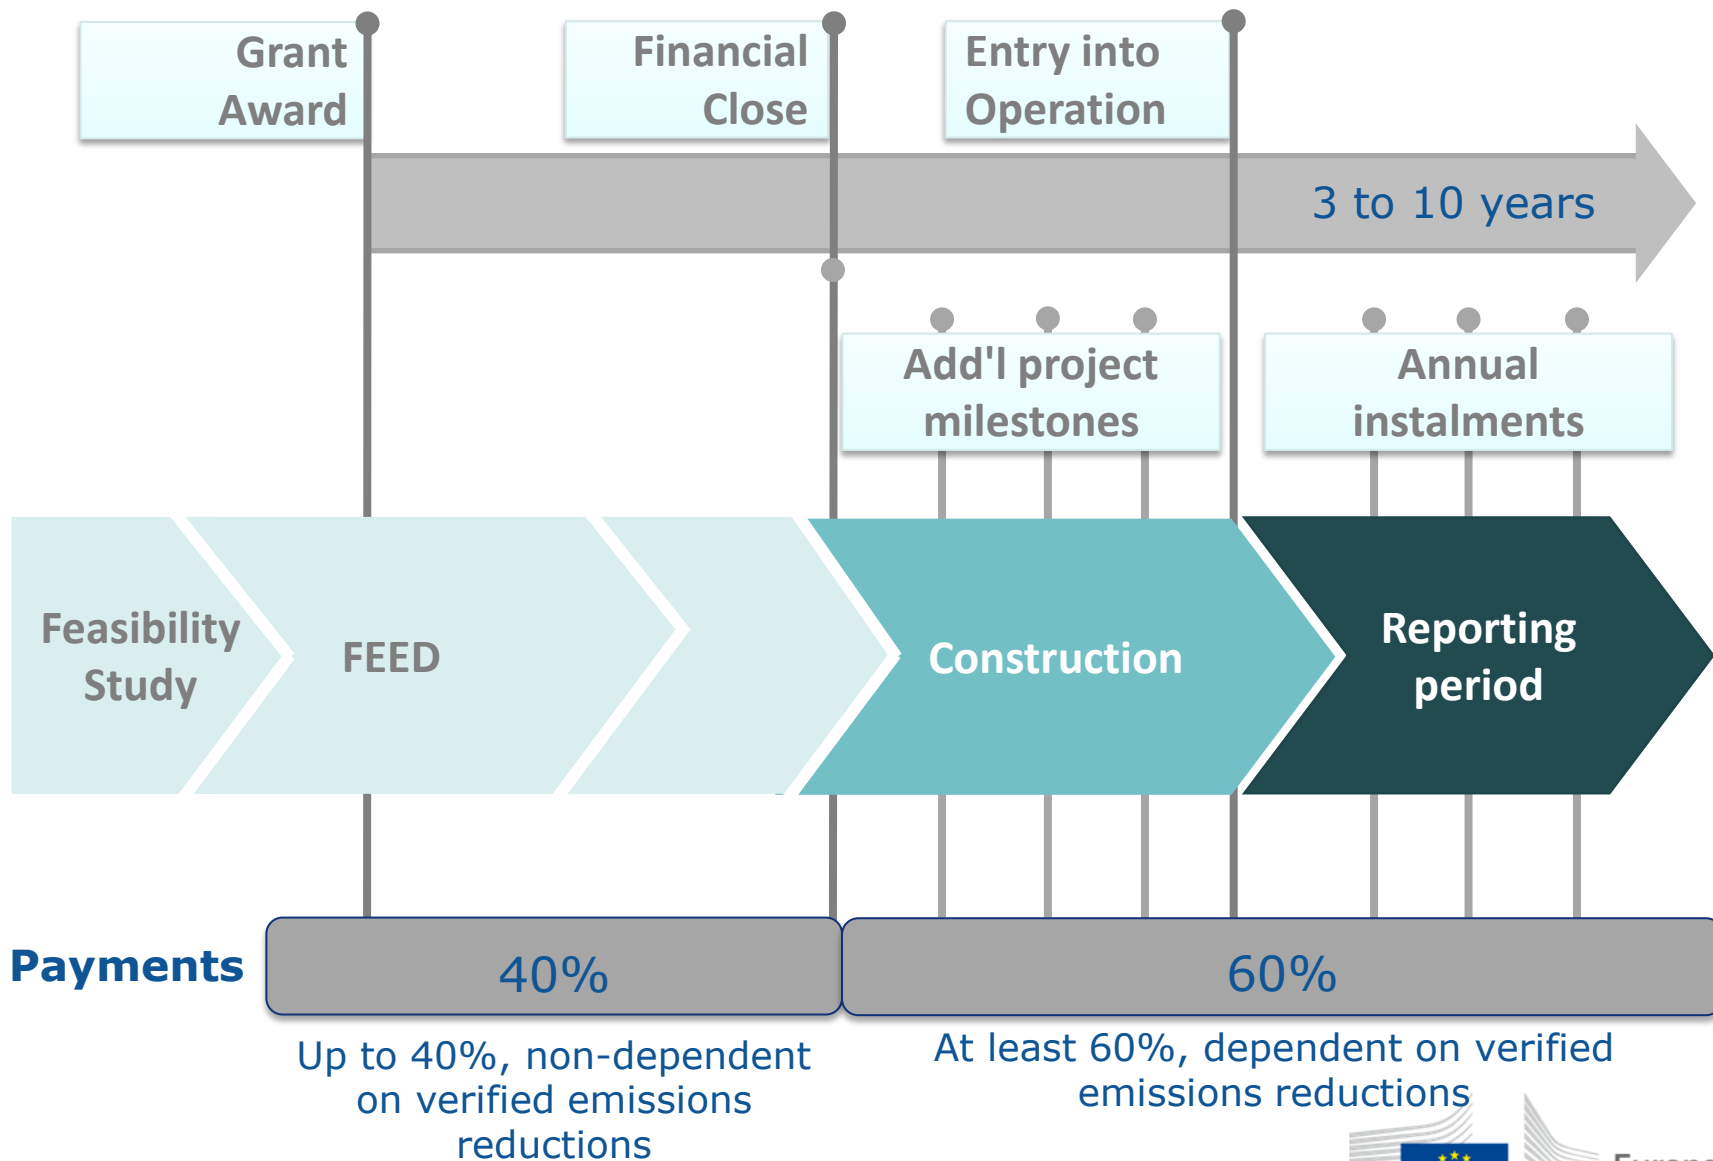 Grant
Award
Financial
Close
Entry into
Operation
3 to 10 years
Add'l project
milestones
Annual
instalments
Feasibility
Study
FEED
Construction
Reporting
period
Payments
40%
60%
Up to 40%, non-dependent
on verified emissions
reductions
At least 60%, dependent on verified
emissions reductions